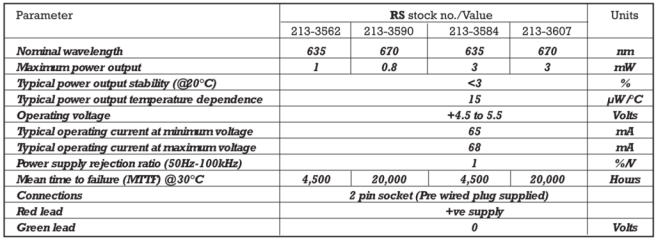 Parameter RS stock no./Value Units
213-3562 213-3590 213-3584 213-3607
Nominal wavelength 635 670 635 670 nm
Maximum power output 1 0.8 3 3 mW
Typical power output stability (@20°C) <3 %
Typical power output temperature dependence 15 µW/°C
Operating voltage +4.5 to 5.5 Volts
Typical operating current at minimum voltage 65 mA
Typical operating current at maximum voltage 68 mA
Power supply rejection ratio (50Hz-100kHz) 1 %/V
Mean time to failure (MTTF) @30°C 4,500 20,000 4,500 20,000 Hours
Connections 2 pin socket (Pre wired plug supplied)
Red lead +ve supply
Green lead 0 Volts